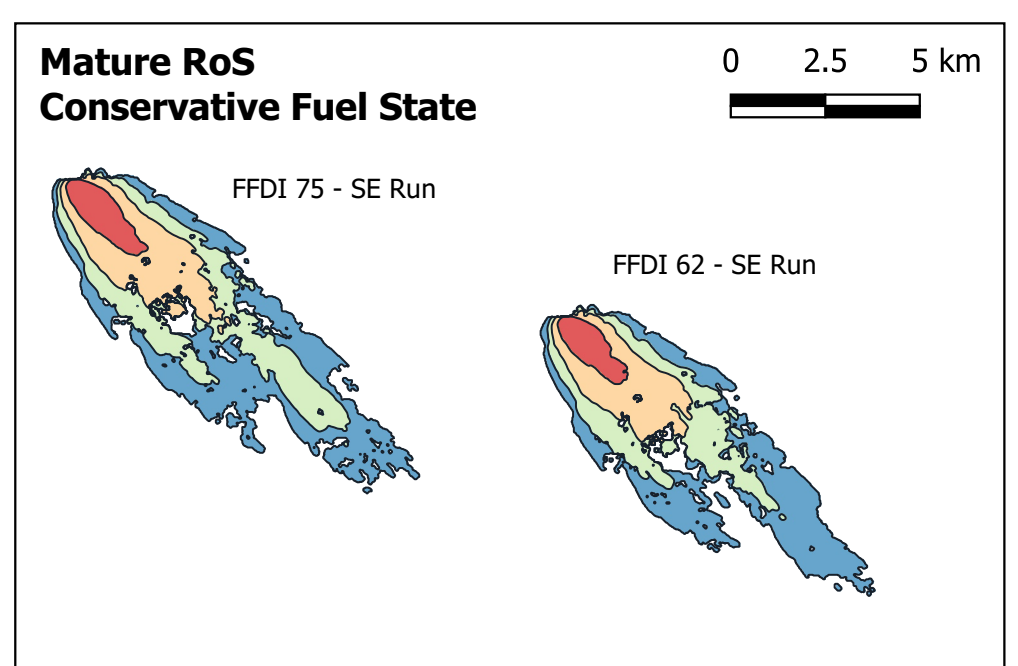 Mature RoS
Conservative Fuel State
0 2.5 5 km
FFDI 75 - SE Run
FFDI 62 - SE Run